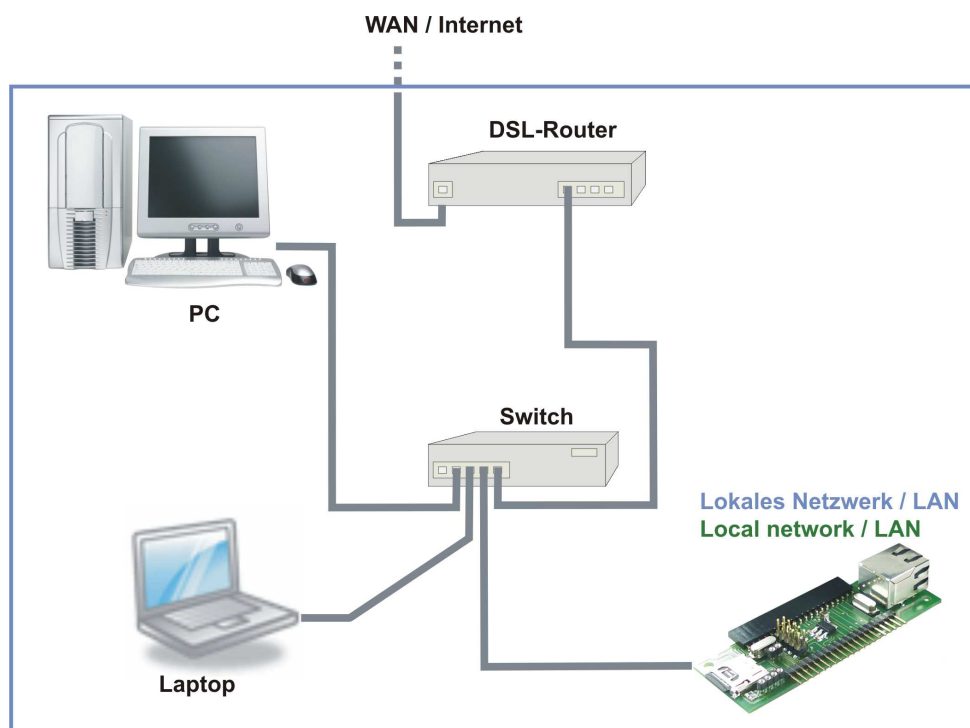 WAN / Internet
DSL-Router
PC
Switch
Lokales Netzwerk / LAN
Local network / LAN
Laptop